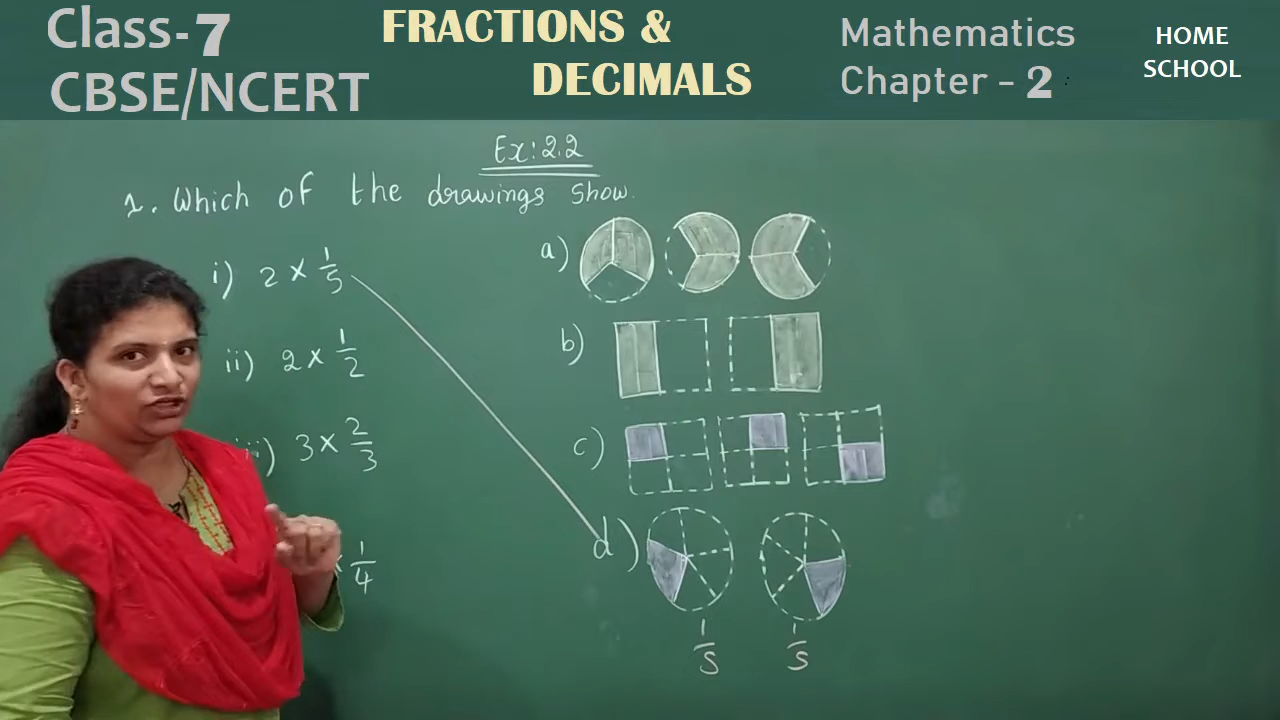 Class-7
CBSE/NCERT
FRACTIONS &
DECIMALS
Mathematics
Chapter - 2
HOME
SCHOOL
Ex: 2.2
1. Which of the drawings show.
i) 2 × 1/5
ii) 2 × 1/2
iii) 3 × 2/3
× 1/4
a)
b)
c)
d)
1/5 1/5